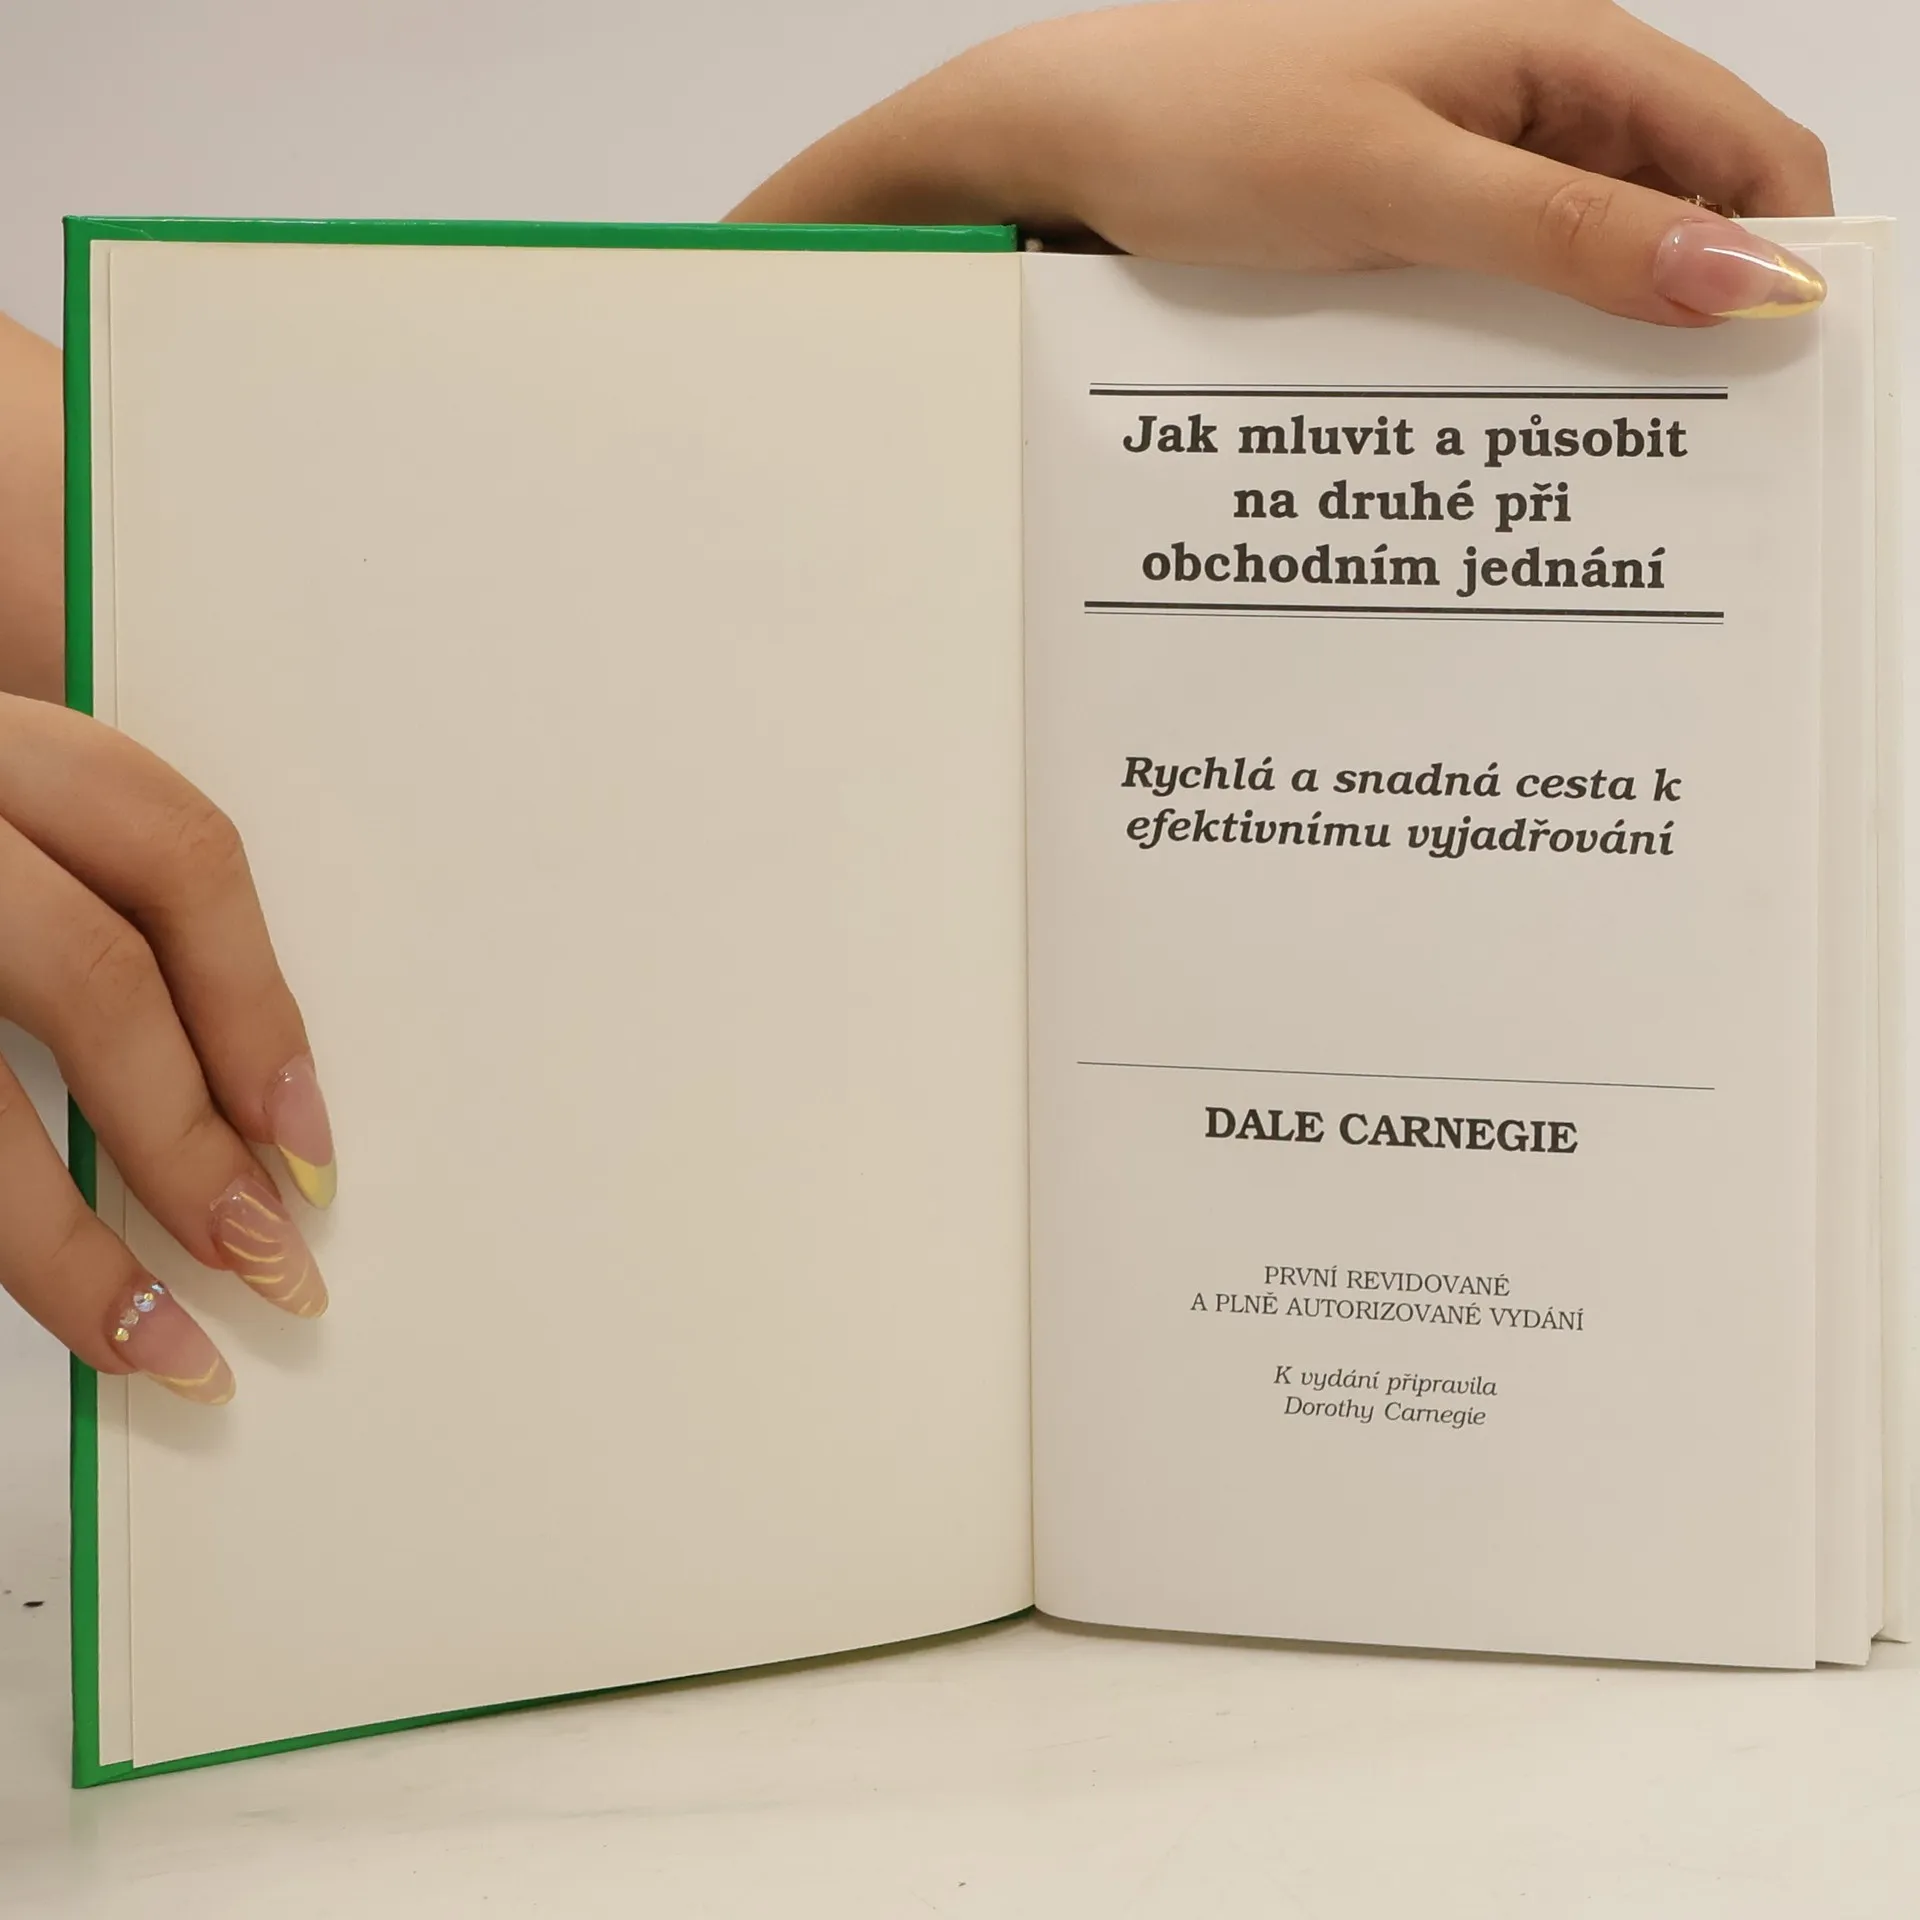 Jak mluvit a působit
na druhé při
obchodním jednání
Rychlá a snadná cesta k
efektivnímu vyjadřování
DALE CARNEGIE
PRVNÍ REVIDOVANÉ
A PLNĚ AUTORIZOVANÉ VYDÁNÍ
K vydání připravila
Dorothy Carnegie